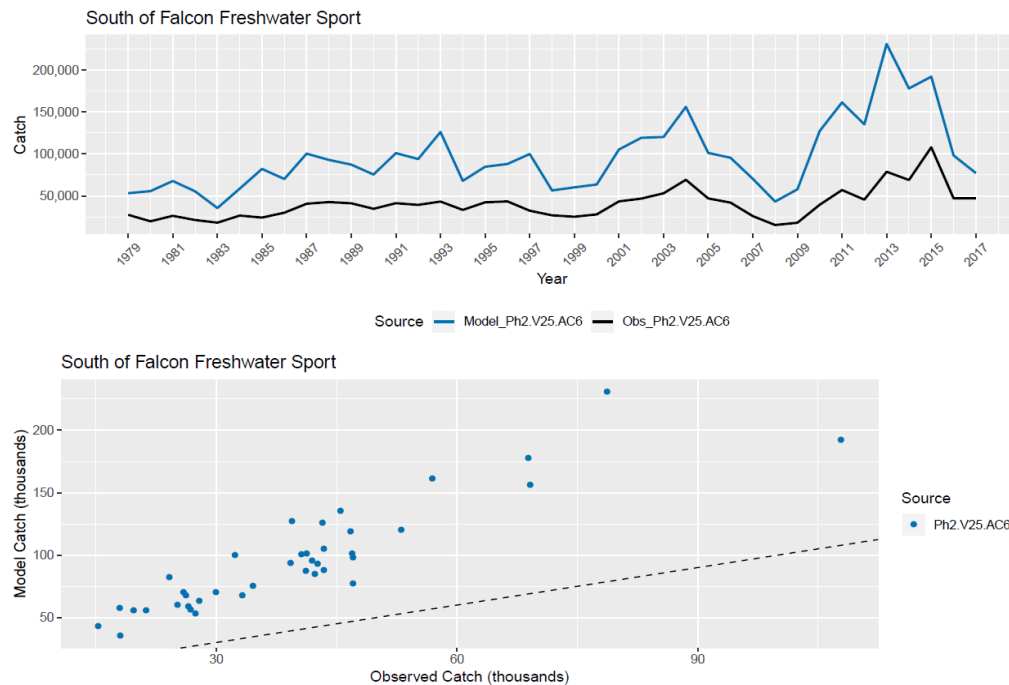 South of Falcon Freshwater Sport
200,000
150,000
100,000
50,000
Catch
1979 1981 1983 1985 1987 1989 1991 1993 1995 1997 1999 2001 2003 2005 2007 2009 2011 2013 2015 2017
Year
Source Model_Ph2.V25.AC6 Obs_Ph2.V25.AC6
South of Falcon Freshwater Sport
200
150
100
50
Model Catch (thousands)
30 60 90
Observed Catch (thousands)
Source
Ph2.V25.AC6